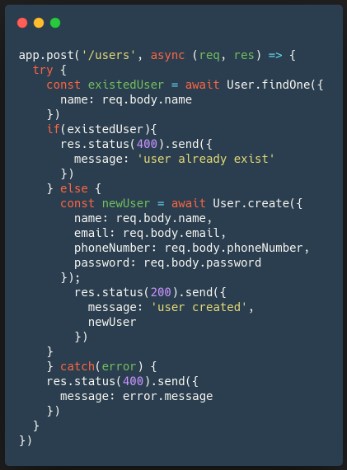 app.post('/users', async (req, res) => {
  try {
    const existedUser = await User.findOne({
      name: req.body.name
    })
    if(existedUser){
      res.status(400).send({
        message: 'user already exist'
      })
    } else {
      const newUser = await User.create({
        name: req.body.name,
        email: req.body.email,
        phoneNumber: req.body.phoneNumber,
        password: req.body.password
      });
        res.status(200).send({
          message: 'user created',
          newUser
        })
    }
    } catch(error) {
    res.status(400).send({
      message: error.message
    })
  }
})